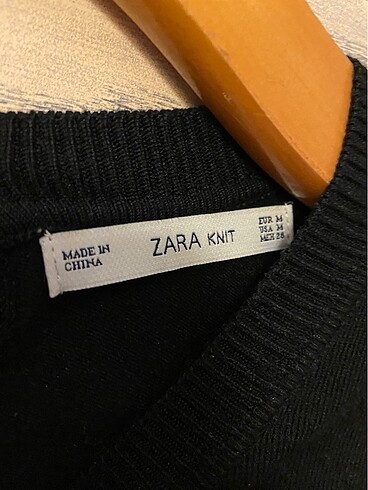 MADE IN
CHINA
ZARA KNIT
EUR M
USA M
MEX 28